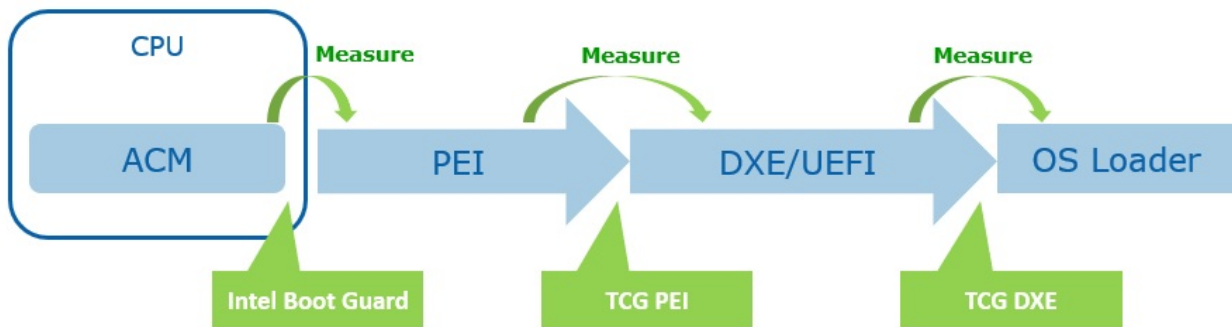 CPU
Measure
Measure
Measure
ACM
PEI
DXE/UEFI
OS Loader
Intel Boot Guard
TCG PEI
TCG DXE